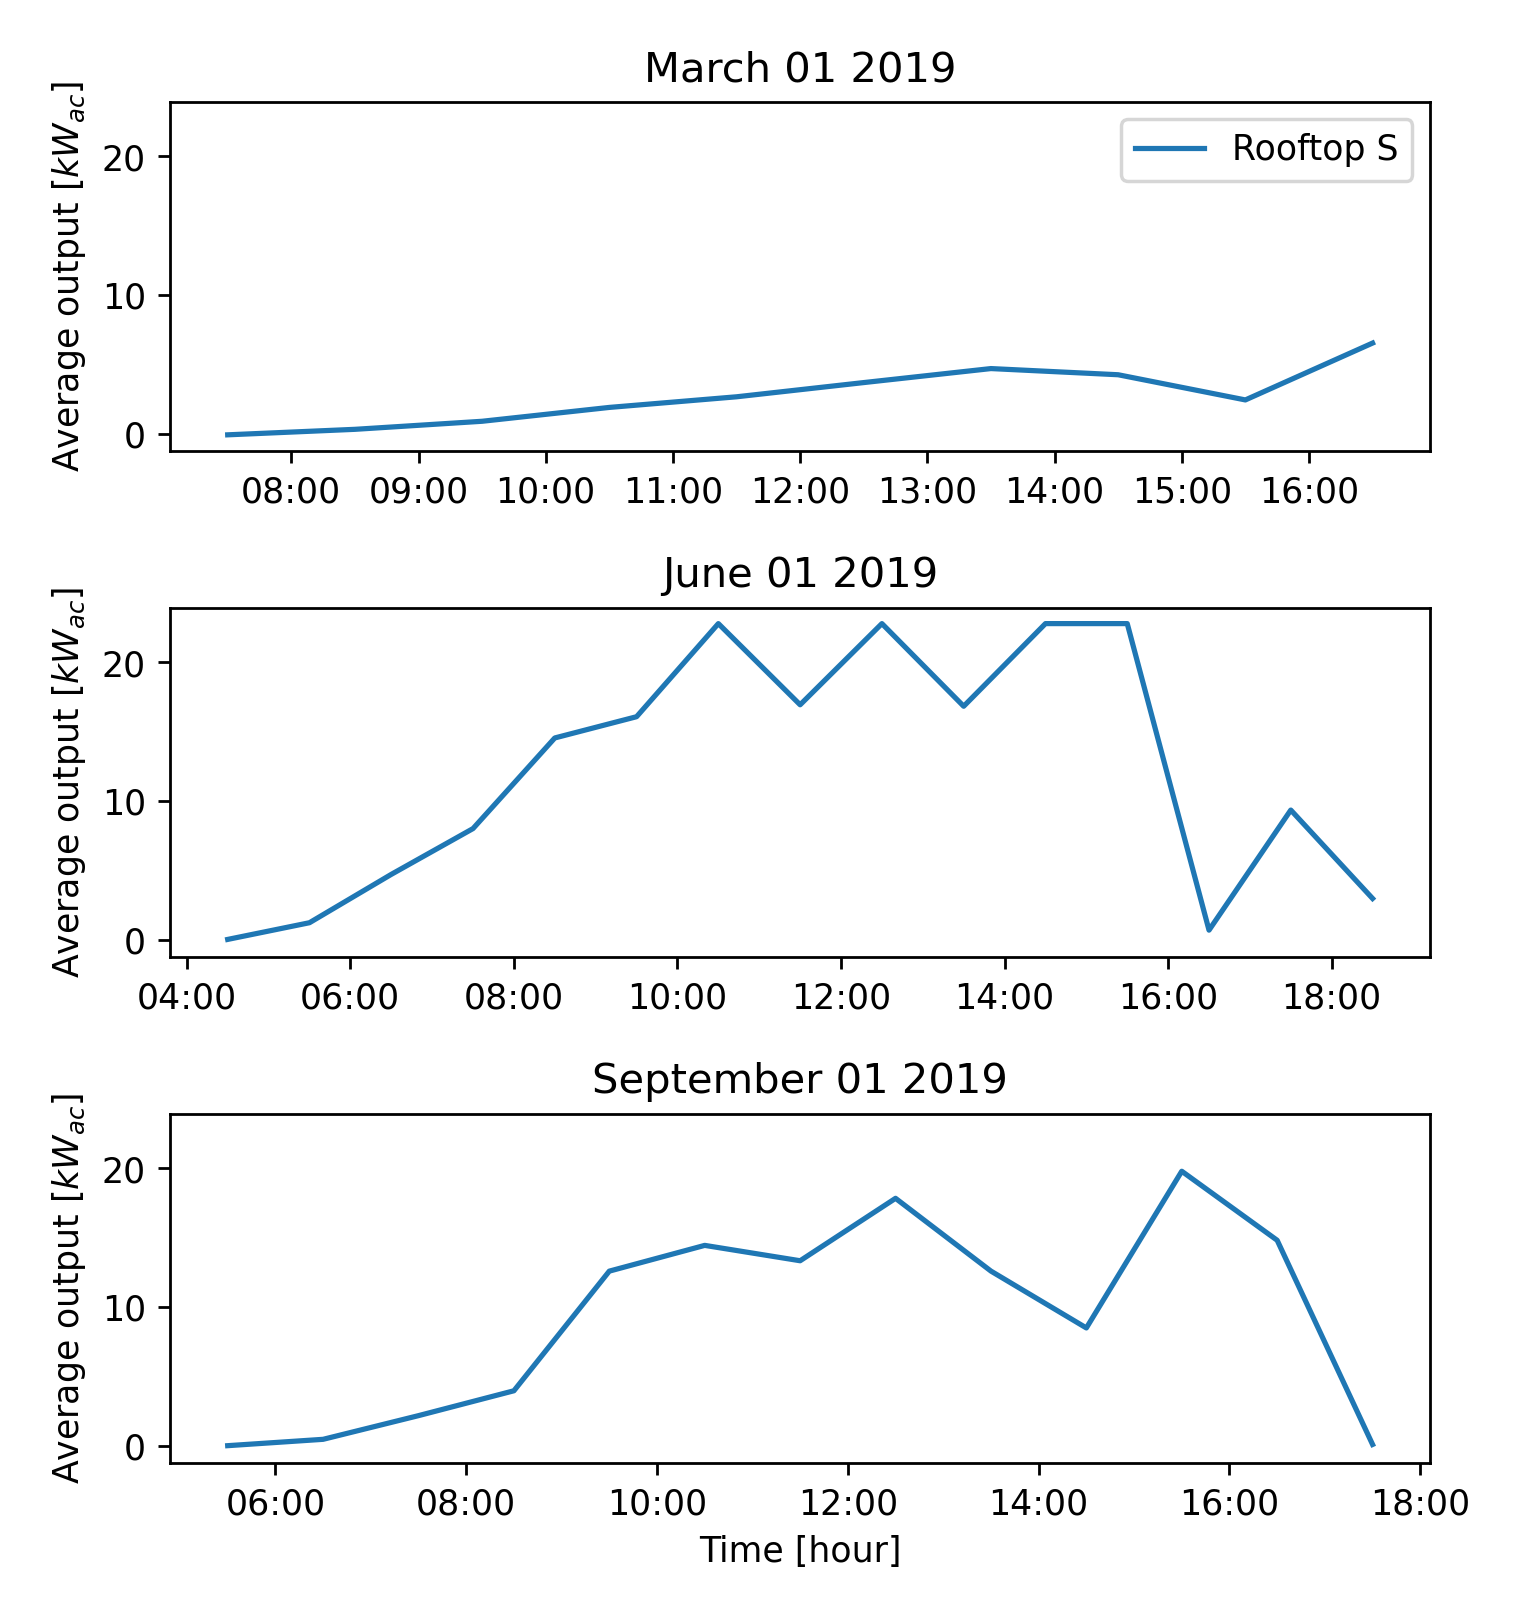 March 01 2019
Average output [kW_ac]
20
10
0
Rooftop S
08:00 09:00 10:00 11:00 12:00 13:00 14:00 15:00 16:00
June 01 2019
Average output [kW_ac]
20
10
0
04:00 06:00 08:00 10:00 12:00 14:00 16:00 18:00
September 01 2019
Average output [kW_ac]
20
10
0
06:00 08:00 10:00 12:00 14:00 16:00 18:00
Time [hour]